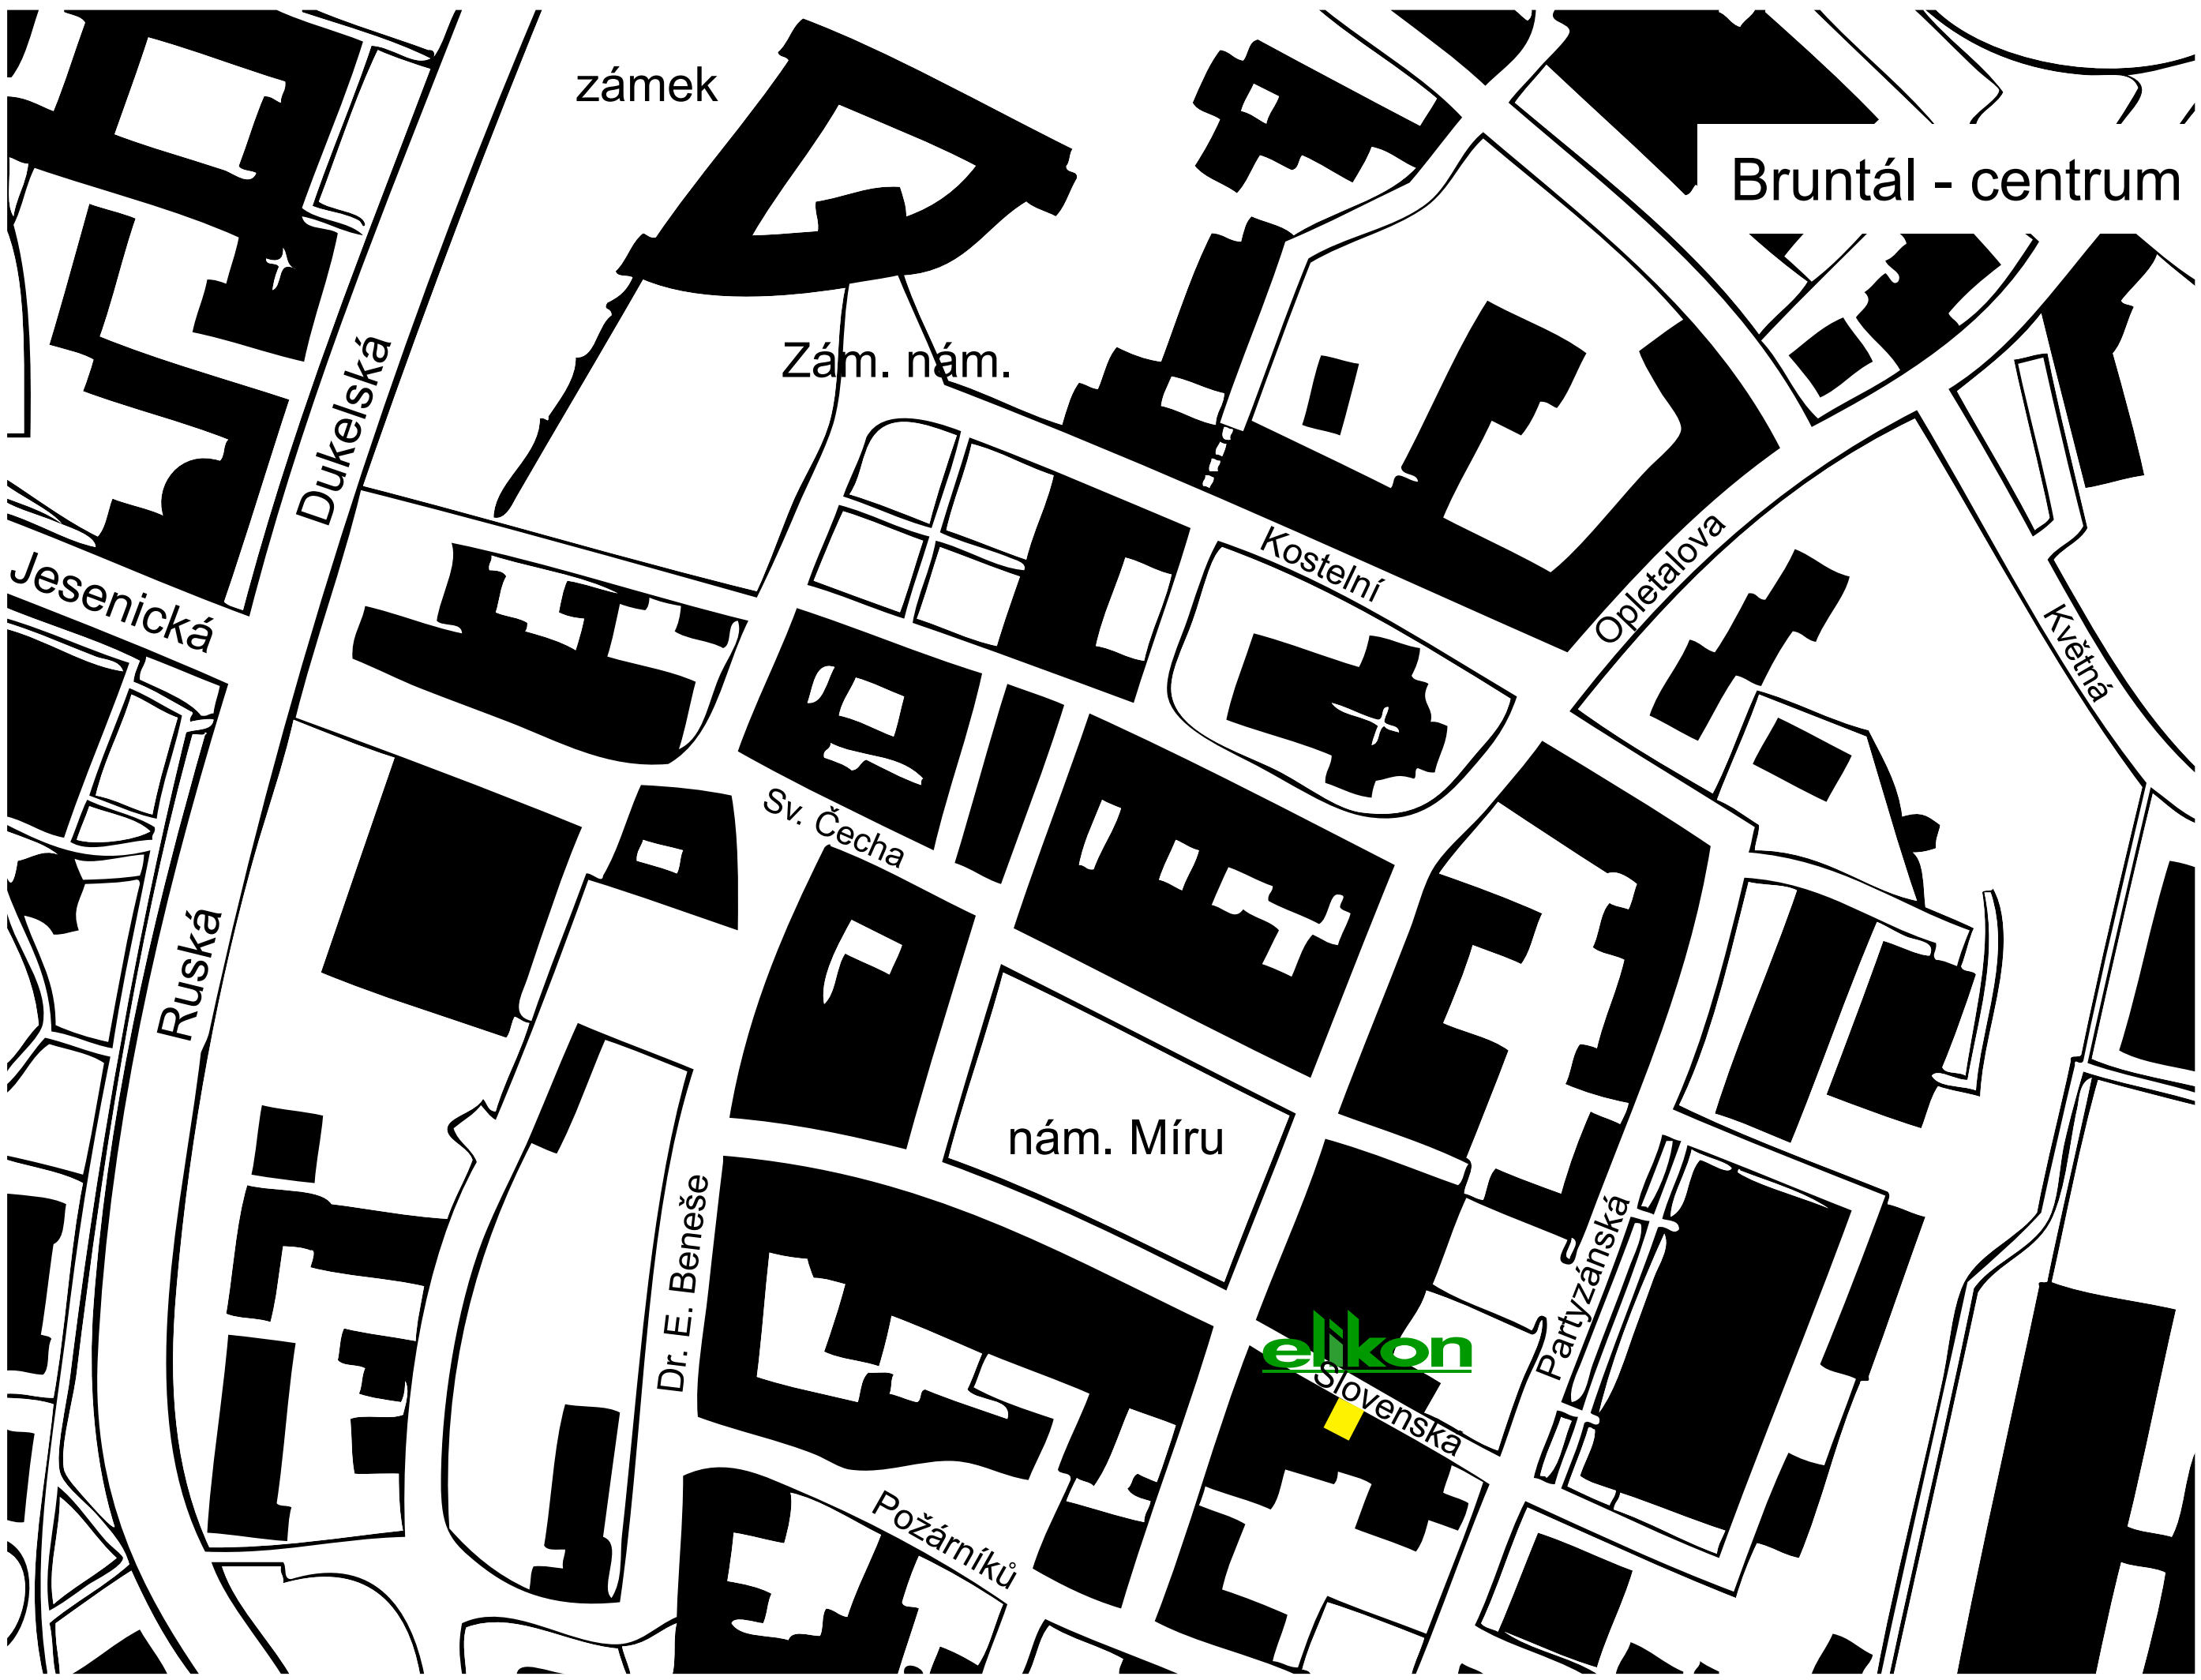 zámek
Bruntál - centrum
Zám. nám.
Dukelská
Kostelní
Opletalova
Jesenická
Květná
Sv. Čecha
Ruská
nám. Míru
Dr. E. Beneše
Partyzánská
elikon
Slovenská
Požárníků